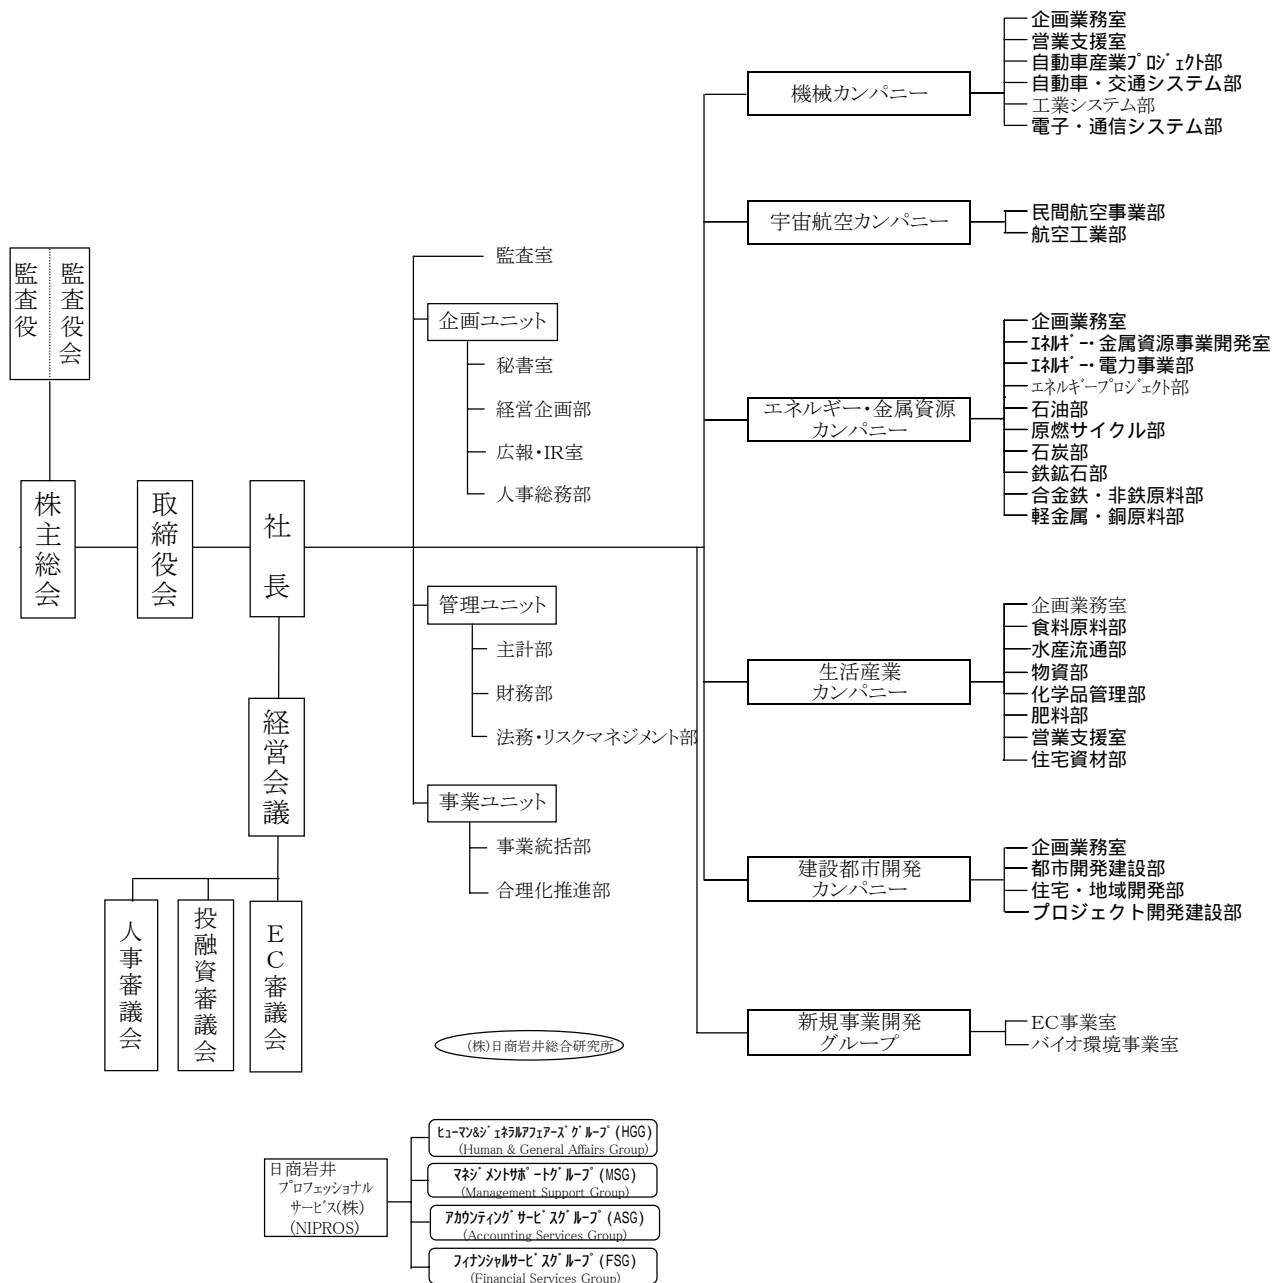 監査役
監査役会
株主総会
取締役会
社長
経営会議
人事審議会
投融資審議会
EC審議会
監査室
企画ユニット
秘書室
経営企画部
広報・IR室
人事総務部
管理ユニット
主計部
財務部
法務・リスクマネジメント部
事業ユニット
事業統括部
合理化推進部
(株)日商岩井総合研究所
機械カンパニー
企画業務室
営業支援室
自動車産業プロジェクト部
自動車・交通システム部
工業システム部
電子・通信システム部
宇宙航空カンパニー
民間航空事業部
航空工業部
エネルギー・金属資源
カンパニー
企画業務室
エネルギー・金属資源事業開発室
エネルギー・電力事業部
エネルギープロジェクト部
石油部
原燃サイクル部
石炭部
鉄鉱石部
合金鉄・非鉄原料部
軽金属・銅原料部
生活産業
カンパニー
企画業務室
食料原料部
水産流通部
物資部
化学品管理部
肥料部
営業支援室
住宅資材部
建設都市開発
カンパニー
企画業務室
都市開発建設部
住宅・地域開発部
プロジェクト開発建設部
新規事業開発
グループ
EC事業室
バイオ環境事業室
日商岩井
プロフェッショナル
サービス(株)
(NIPROS)
ヒューマン&ジェネラルアフェアーズグループ(HGG)
(Human & General Affairs Group)
マネジメントサポートグループ(MSG)
(Management Support Group)
アカウンティングサービスグループ(ASG)
(Accounting Services Group)
フィナンシャルサービスグループ(FSG)
(Financial Services Group)